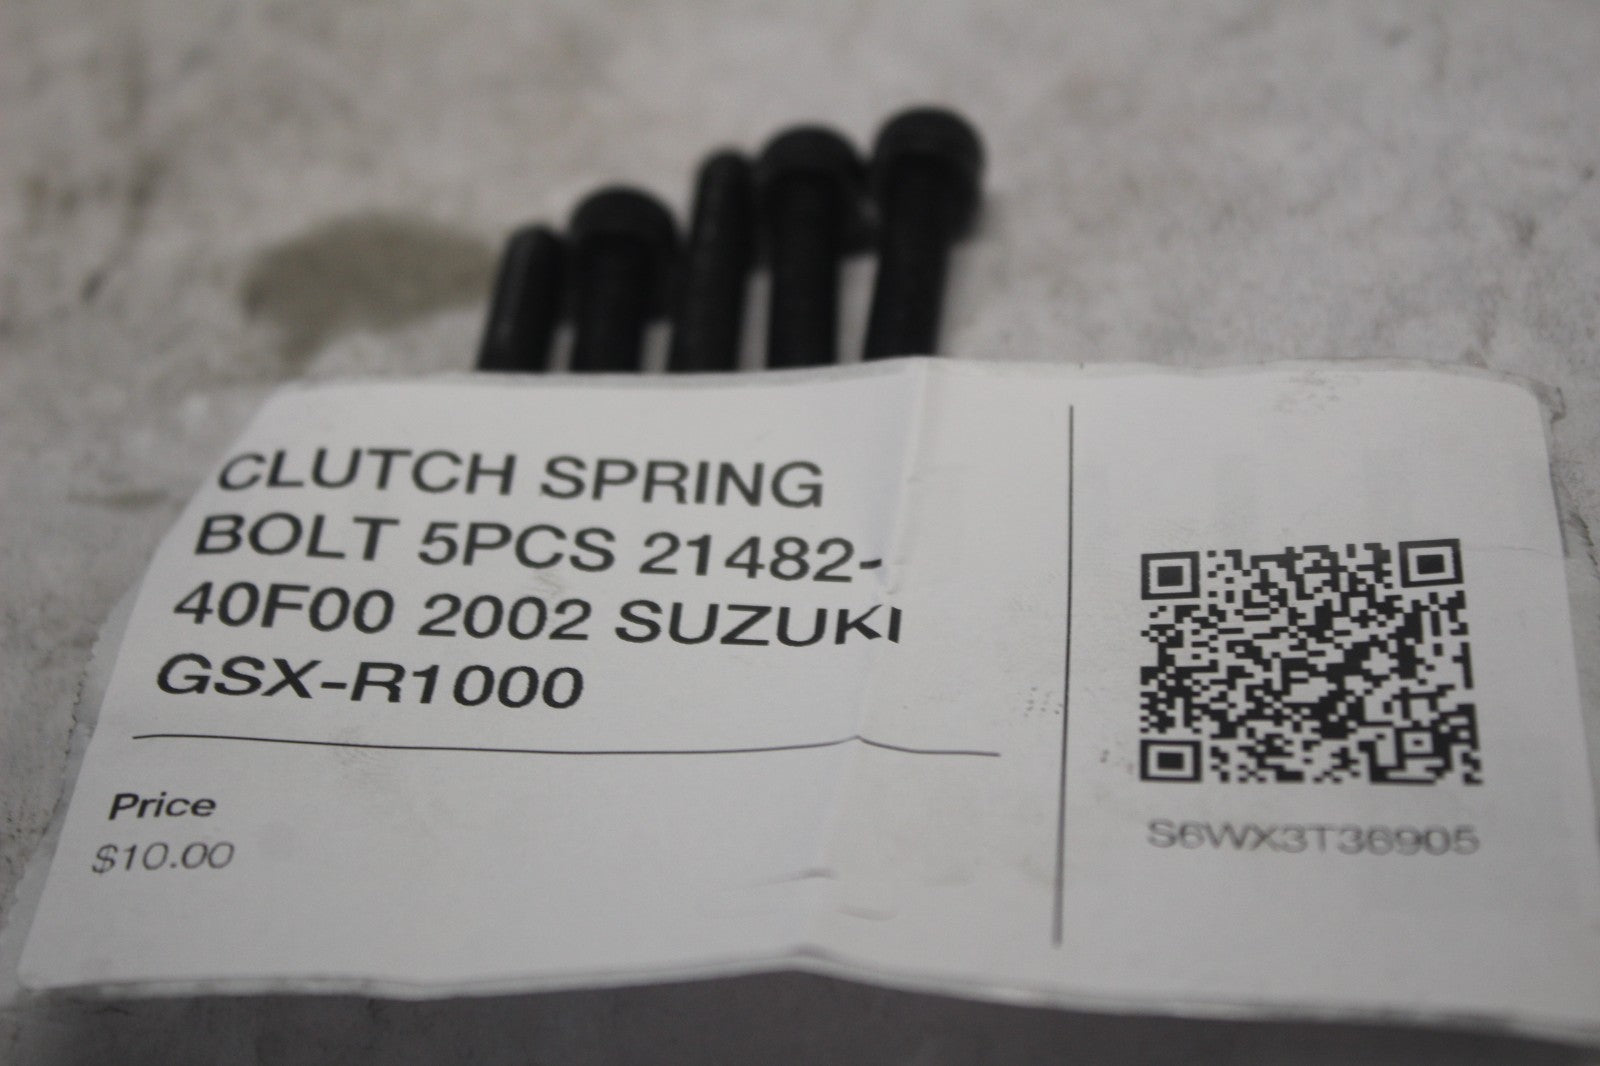 CLUTCH SPRING
BOLT 5PCS 21482-
40F00 2002 SUZUKI
GSX-R1000
Price
$10.00
S6WX3T36905